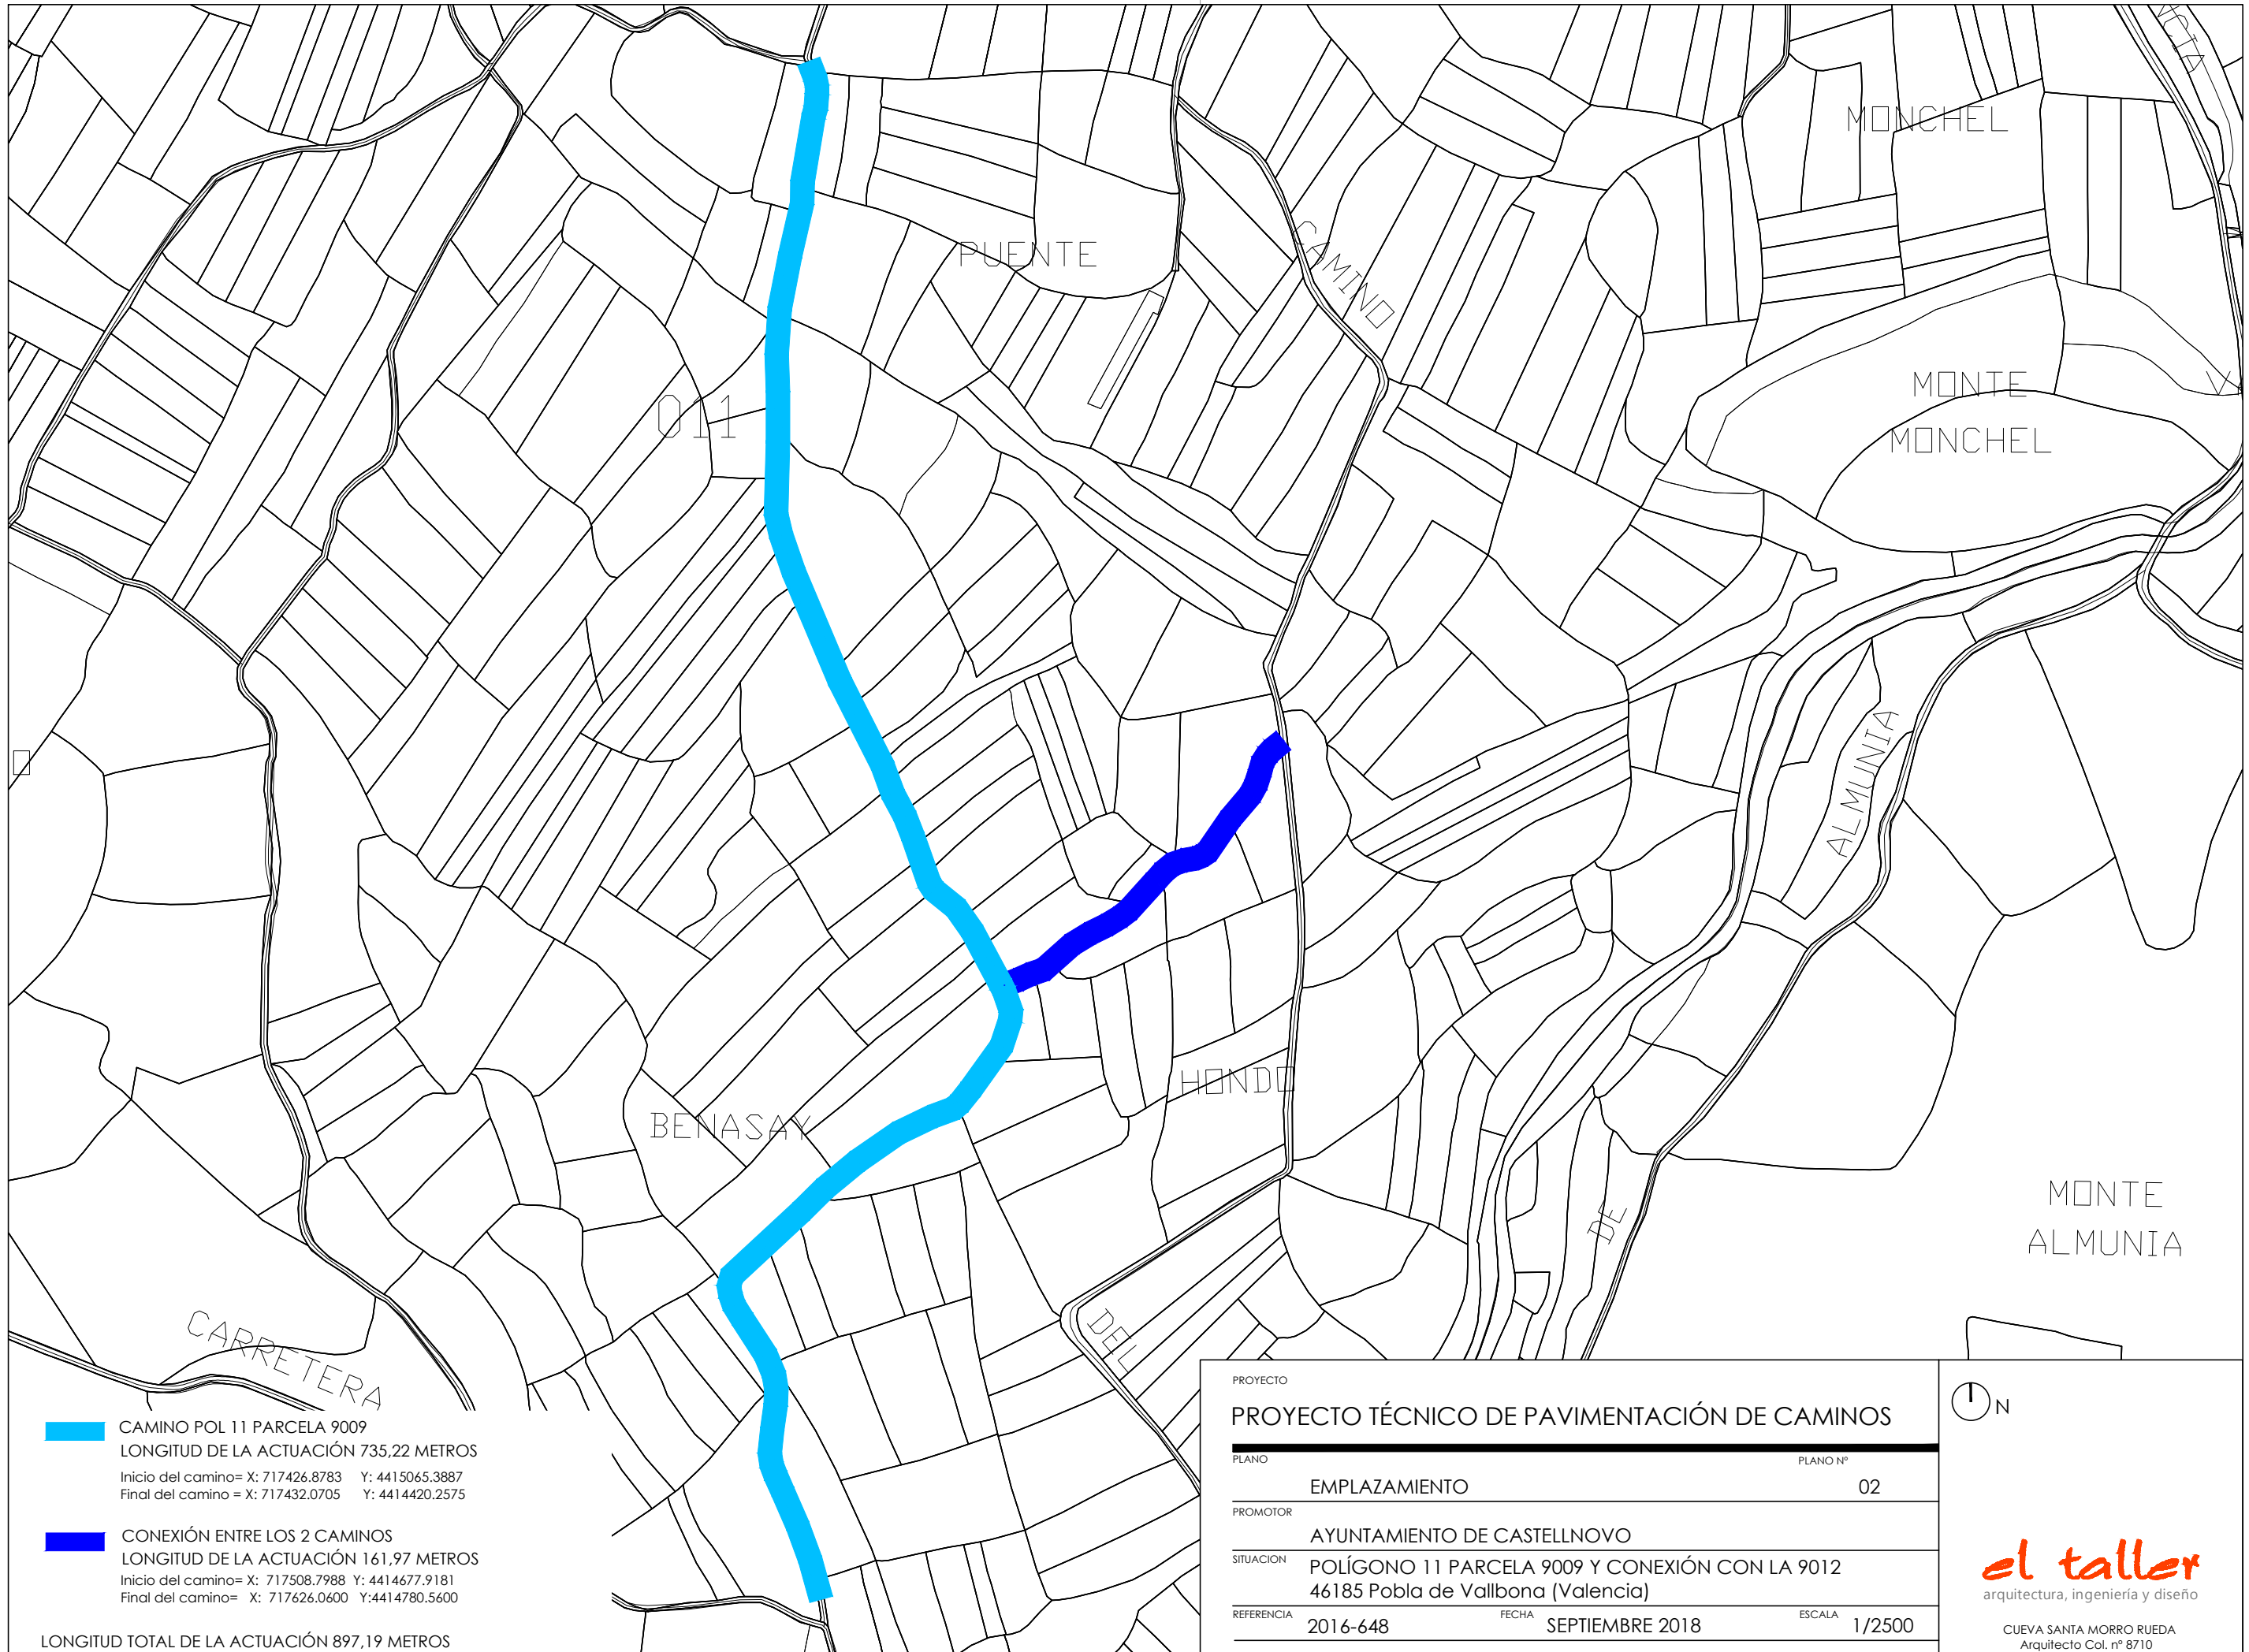 MONCHEL
PUENTE
CAMINO
MONTE
MONCHEL
011
ALMUNIA
HONDO
BENASAY
DE
MONTE
ALMUNIA
CARRETERA
DEL
CAMINO POL 11 PARCELA 9009
LONGITUD DE LA ACTUACIÓN 735,22 METROS
Inicio del camino= X: 717426.8783 Y: 4415065.3887
Final del camino = X: 717432.0705 Y: 4414420.2575
CONEXIÓN ENTRE LOS 2 CAMINOS
LONGITUD DE LA ACTUACIÓN 161,97 METROS
Inicio del camino= X: 717508.7988 Y: 4414677.9181
Final del camino= X: 717626.0600 Y:4414780.5600
LONGITUD TOTAL DE LA ACTUACIÓN 897,19 METROS
PROYECTO
PROYECTO TÉCNICO DE PAVIMENTACIÓN DE CAMINOS
PLANO PLANO Nº
EMPLAZAMIENTO 02
PROMOTOR
AYUNTAMIENTO DE CASTELLNOVO
SITUACION POLÍGONO 11 PARCELA 9009 Y CONEXIÓN CON LA 9012
46185 Pobla de Vallbona (Valencia)
REFERENCIA 2016-648 FECHA SEPTIEMBRE 2018 ESCALA 1/2500
N
el taller
arquitectura, ingeniería y diseño
CUEVA SANTA MORRO RUEDA
Arquitecto Col. nº 8710